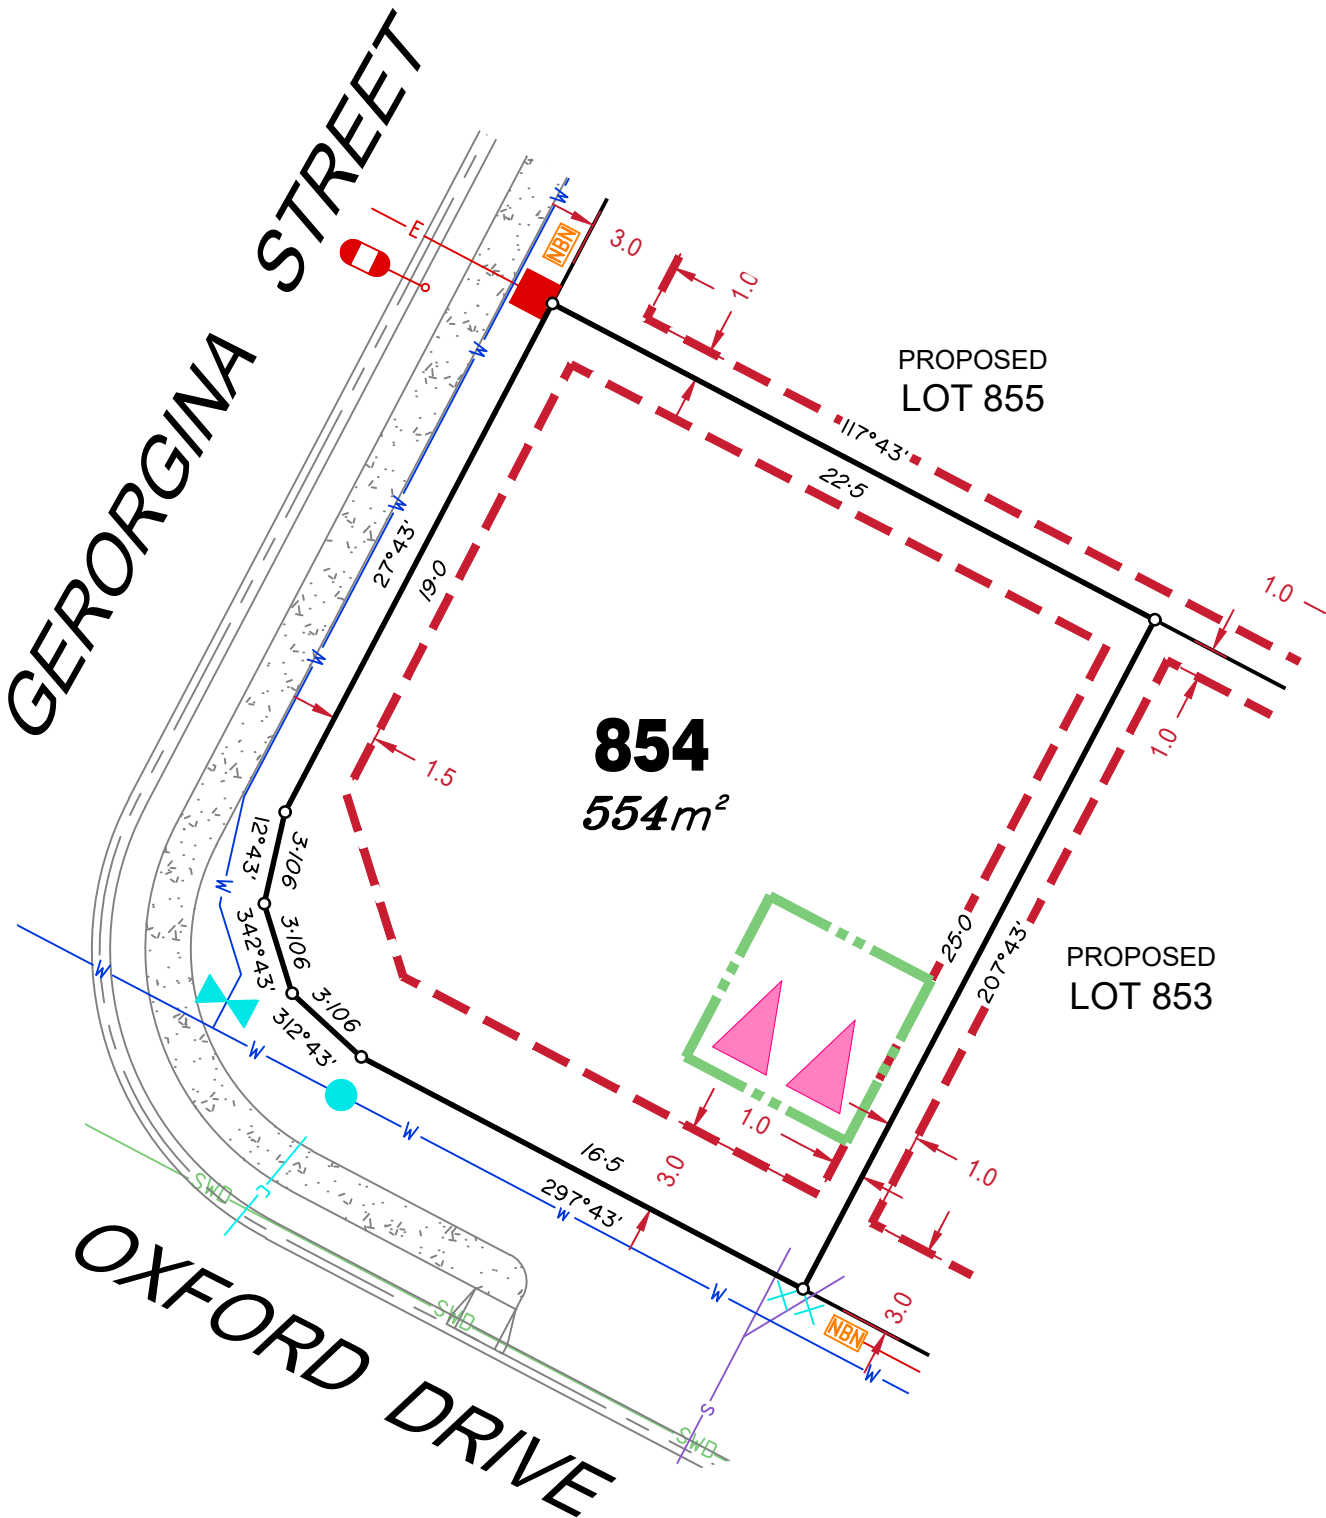 GERORGINA STREET
E
NBN
W
3.0
1.0
PROPOSED
LOT 855
117°43'
22·5
W
W
27°43'
19·0
1.0
W
1.0
854
554m²
1.5
12°43'
3·106
W
342°43'
3·106
3·106
312°43'
25·0
207°43'
PROPOSED
LOT 853
W
W
W
1.0
3.0
1.0
16·5
297°43'
W
SWD
J
W
SWD
NBN
3.0
W
S
SWD
OXFORD DRIVE